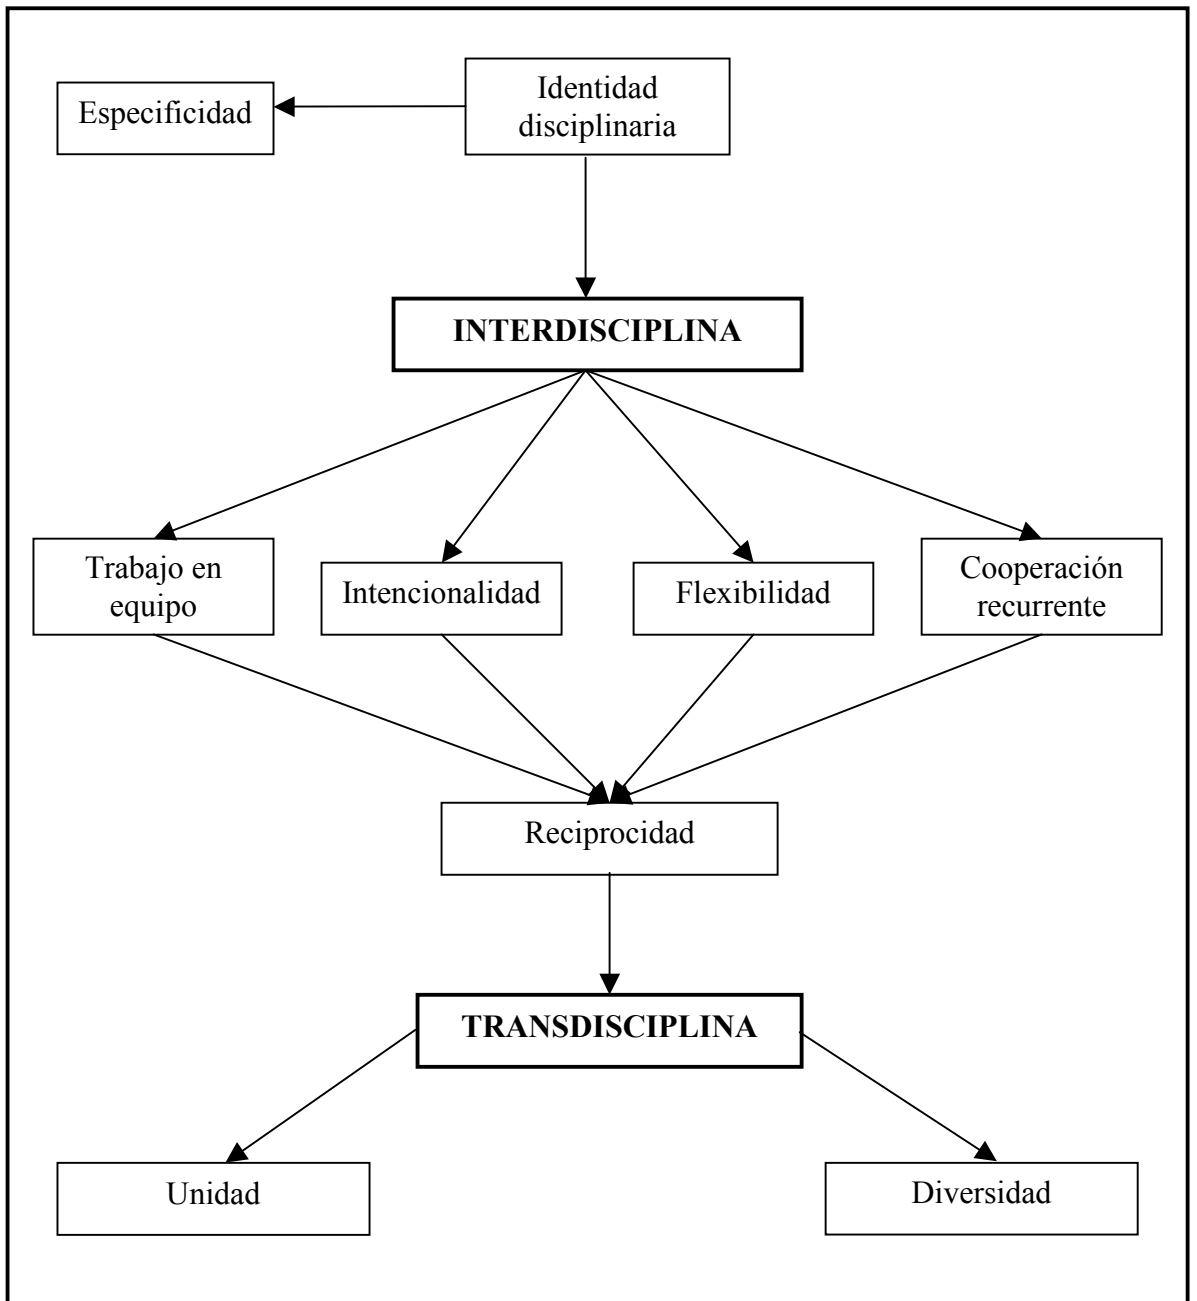 Identidad
disciplinaria
Especificidad
INTERDISCIPLINA
Trabajo en
equipo
Intencionalidad
Flexibilidad
Cooperación
recurrente
Reciprocidad
TRANSDISCIPLINA
Unidad
Diversidad